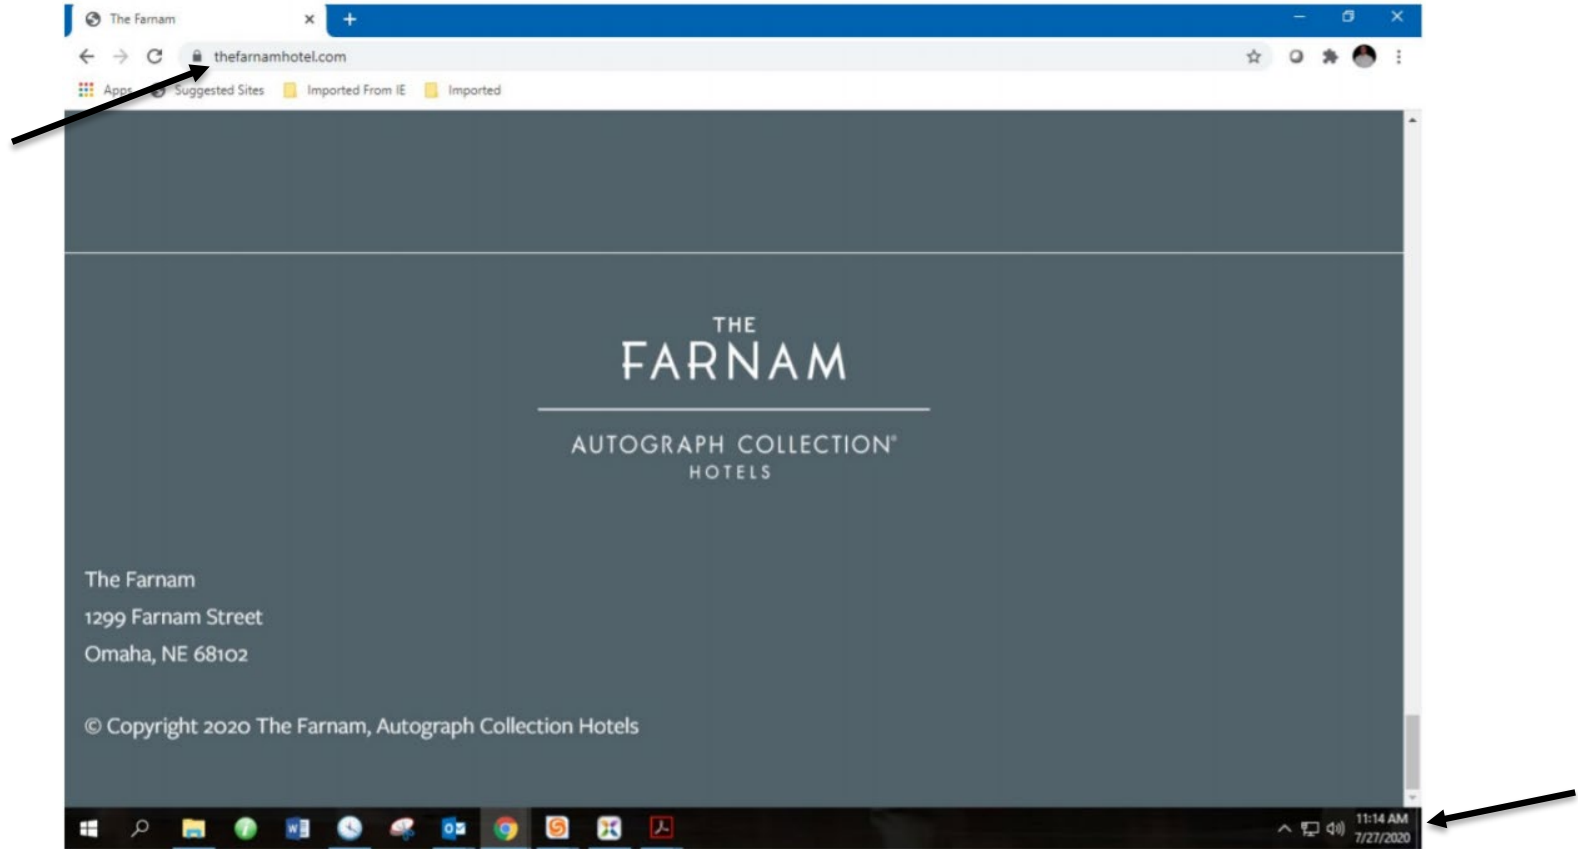 The Farnam
thefarnamhotel.com
Apps Suggested Sites Imported From IE Imported
THE
FARNAM
AUTOGRAPH COLLECTION®
HOTELS
The Farnam
1299 Farnam Street
Omaha, NE 68102
© Copyright 2020 The Farnam, Autograph Collection Hotels
11:14 AM
7/27/2020